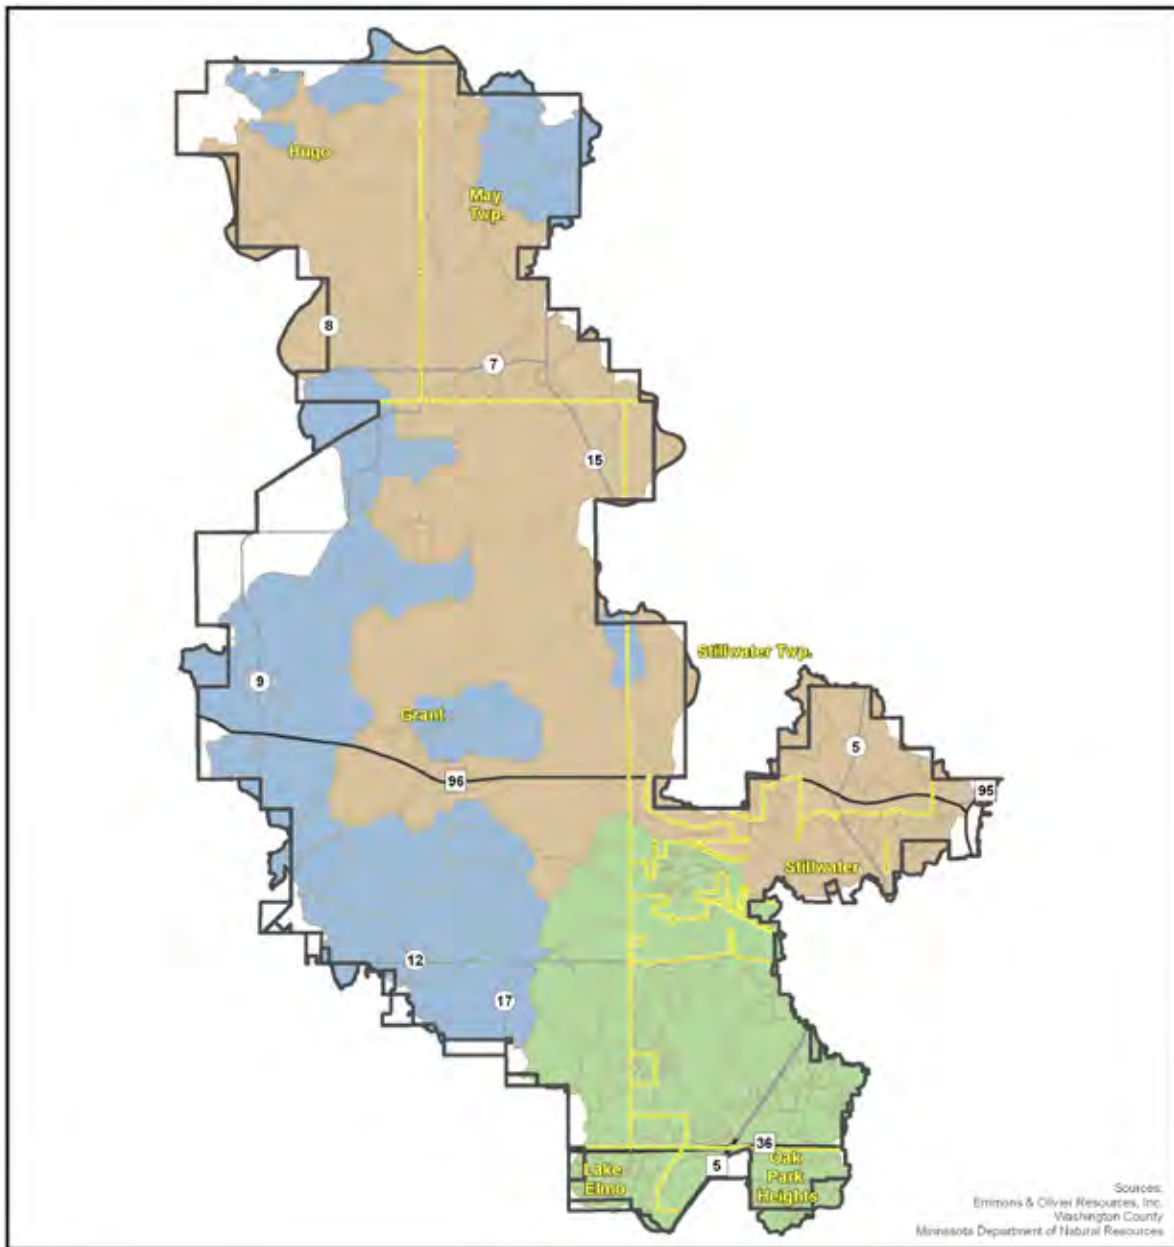 Hugo
May
Twp.
8
7
15
Stillwater Twp.
9
Grant
5
96
95
Stillwater
12
17
36
5
Lake
Elmo
Oak
Park
Heights
Sources:
Emmons & Olivier Resources, Inc.
Washington County
Minnesota Department of Natural Resources